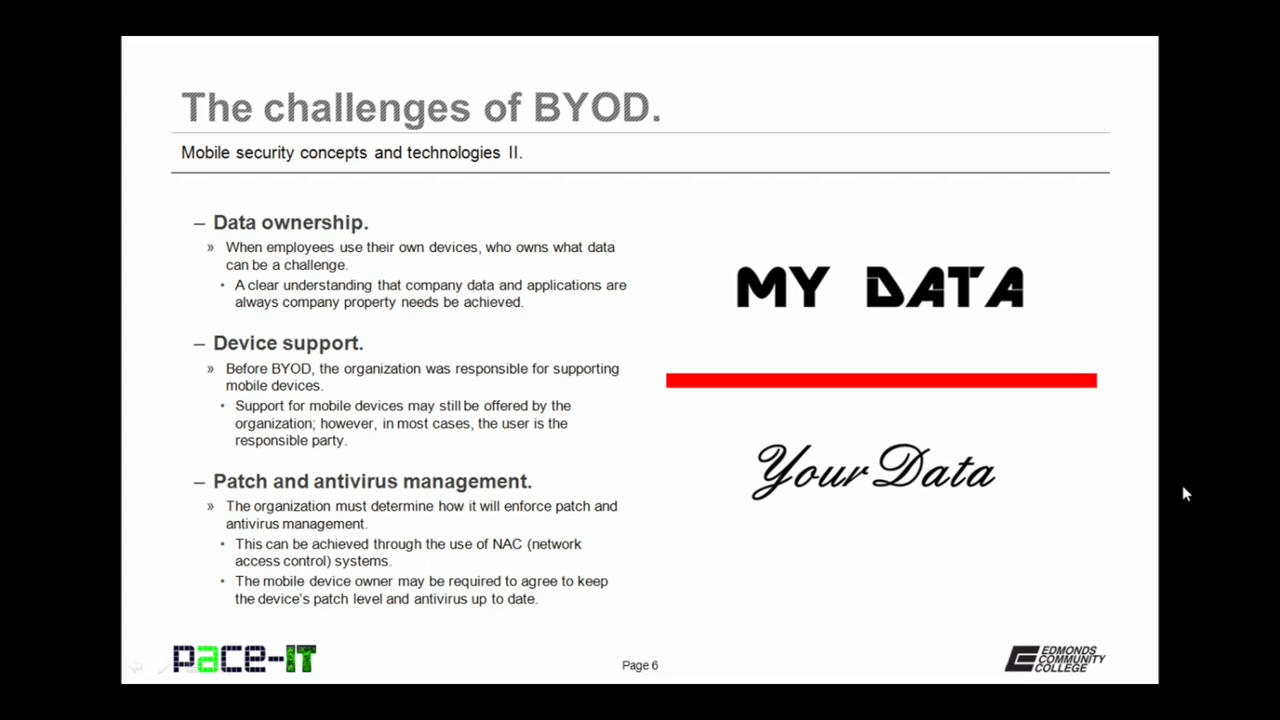 The challenges of BYOD.
Mobile security concepts and technologies II.
– Data ownership.
» When employees use their own devices, who owns what data
can be a challenge.
• A clear understanding that company data and applications are
always company property needs be achieved.
– Device support.
» Before BYOD, the organization was responsible for supporting
mobile devices.
• Support for mobile devices may still be offered by the
organization; however, in most cases, the user is the
responsible party.
– Patch and antivirus management.
» The organization must determine how it will enforce patch and
antivirus management.
• This can be achieved through the use of NAC (network
access control) systems.
• The mobile device owner may be required to agree to keep
the device's patch level and antivirus up to date.
MY DATA
Your Data
pace-IT
Page 6
EDMONDS
COMMUNITY
COLLEGE